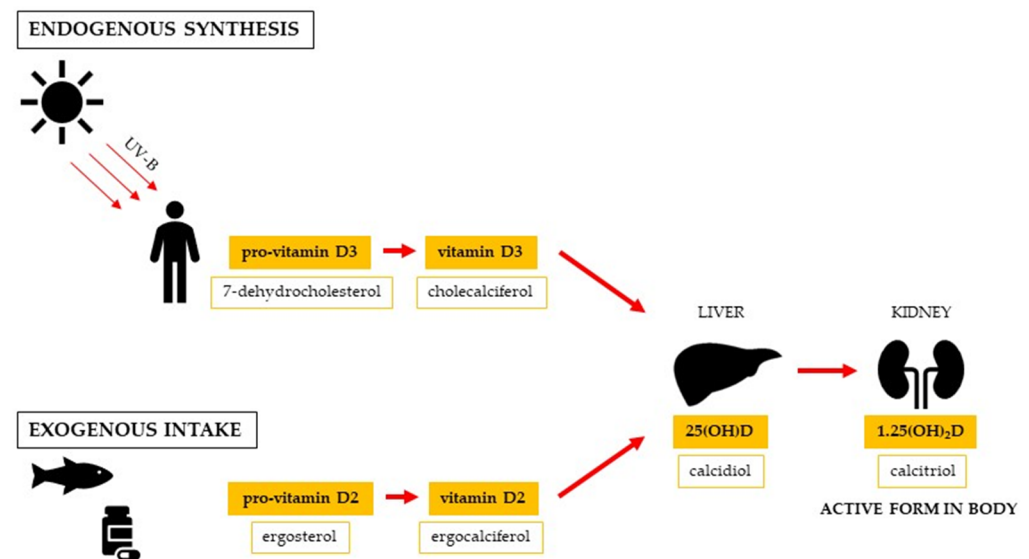 ENDOGENOUS SYNTHESIS
UV-B
pro-vitamin D3
vitamin D3
7-dehydrocholesterol
cholecalciferol
LIVER
KIDNEY
EXOGENOUS INTAKE
25(OH)D
1.25(OH)₂D
calcidiol
calcitriol
ACTIVE FORM IN BODY
pro-vitamin D2
vitamin D2
ergosterol
ergocalciferol